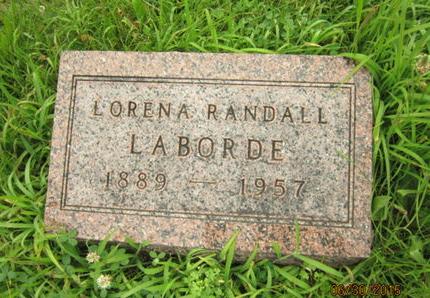 LORENA RANDALL
LABORDE
1889 — 1957
06/30/2015